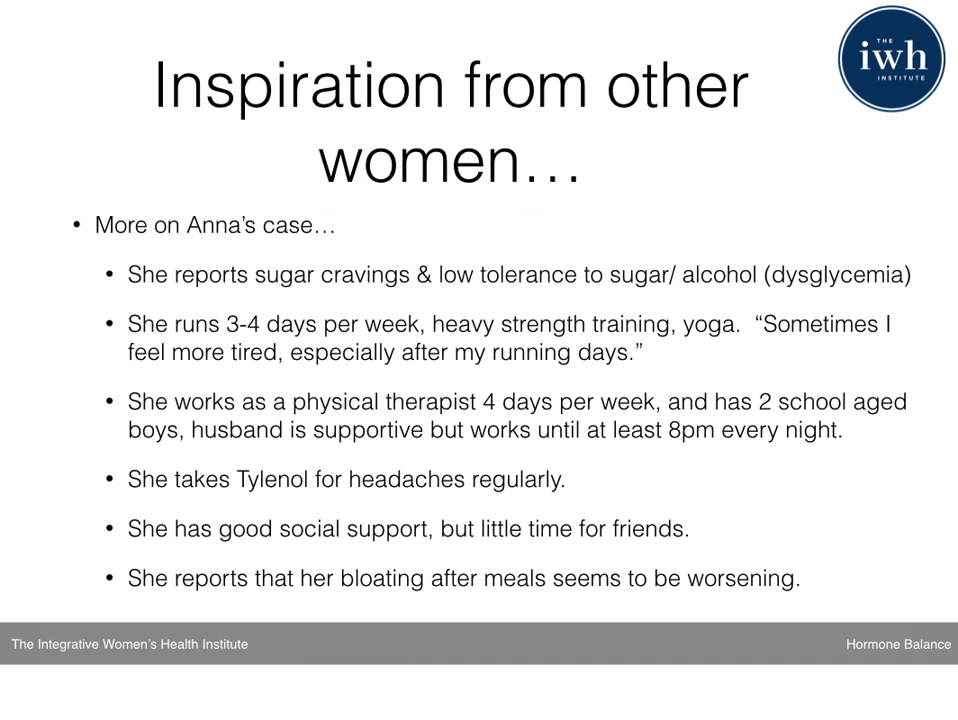 THE
iwh
INSTITUTE
Inspiration from other
women…
• More on Anna’s case…
• She reports sugar cravings & low tolerance to sugar/ alcohol (dysglycemia)
• She runs 3-4 days per week, heavy strength training, yoga.  “Sometimes I
feel more tired, especially after my running days.”
• She works as a physical therapist 4 days per week, and has 2 school aged
boys, husband is supportive but works until at least 8pm every night.
• She takes Tylenol for headaches regularly.
• She has good social support, but little time for friends.
• She reports that her bloating after meals seems to be worsening.
The Integrative Women’s Health Institute
Hormone Balance